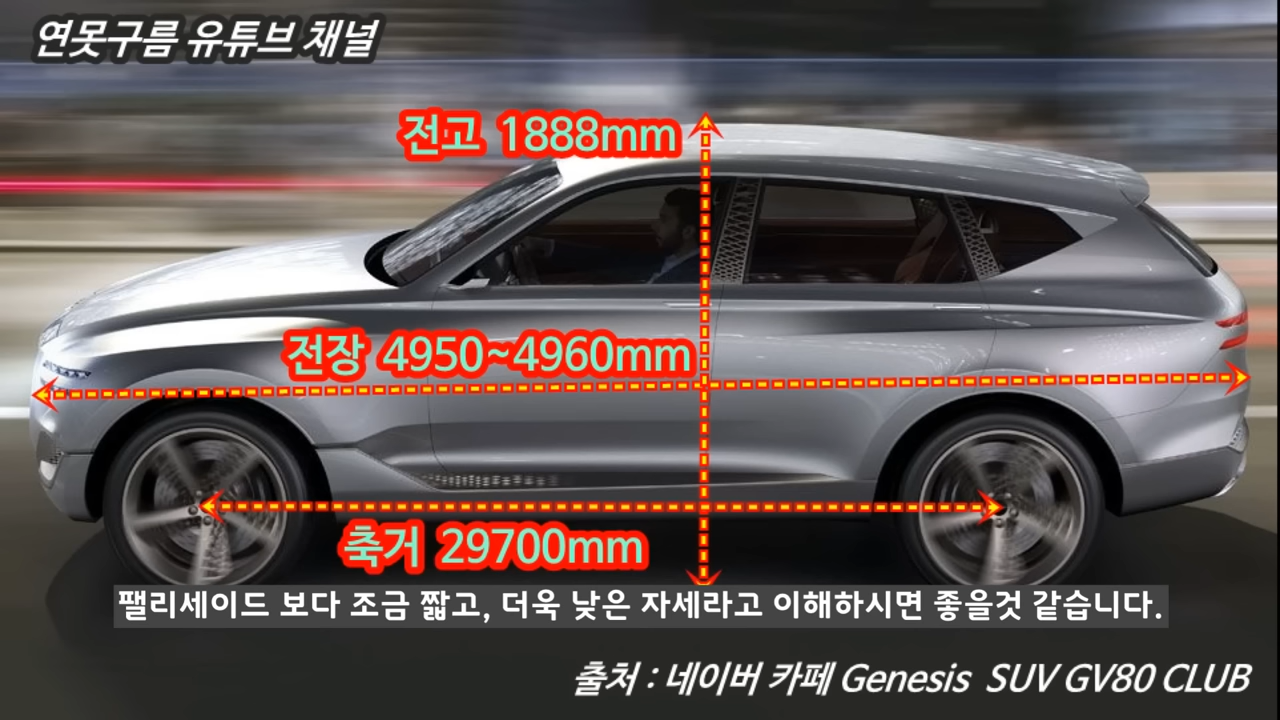 연못구름 유튜브 채널
전고 1888mm
전장 4950~4960mm
축거 29700mm
팰리세이드 보다 조금 짧고, 더욱 낮은 자세라고 이해하시면 좋을것 같습니다.
출처 : 네이버 카페 Genesis SUV GV80 CLUB